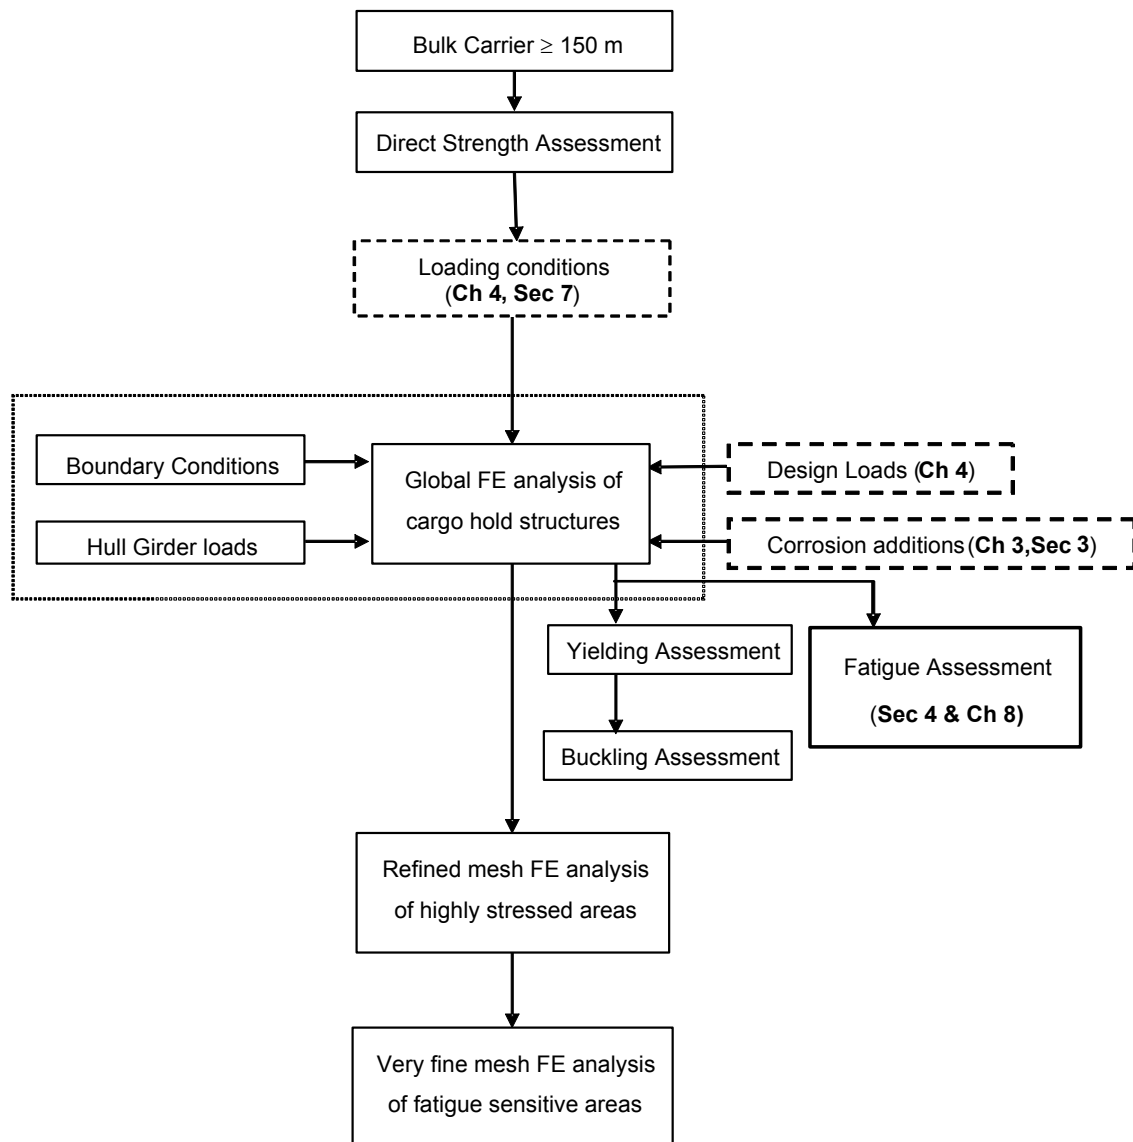 Bulk Carrier ≥ 150 m
Direct Strength Assessment
Loading conditions
(Ch 4, Sec 7)
Boundary Conditions
Hull Girder loads
Global FE analysis of
cargo hold structures
Design Loads (Ch 4)
Corrosion additions (Ch 3,Sec 3)
Yielding Assessment
Buckling Assessment
Fatigue Assessment
(Sec 4 & Ch 8)
Refined mesh FE analysis
of highly stressed areas
Very fine mesh FE analysis
of fatigue sensitive areas